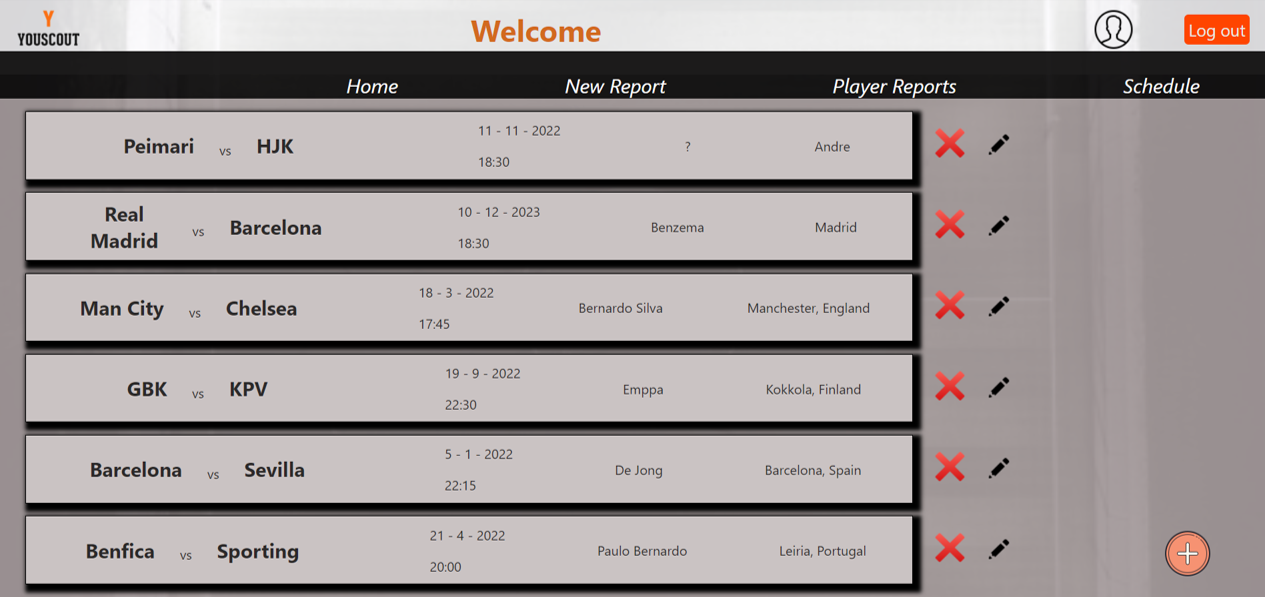 Y
YOUSCOUT
Welcome
Log out
Home New Report Player Reports Schedule
Peimari vs HJK
11 - 11 - 2022
18:30
?
Andre
Real
Madrid
vs Barcelona
10 - 12 - 2023
18:30
Benzema
Madrid
Man City vs Chelsea
18 - 3 - 2022
17:45
Bernardo Silva
Manchester, England
GBK vs KPV
19 - 9 - 2022
22:30
Emppa
Kokkola, Finland
Barcelona vs Sevilla
5 - 1 - 2022
22:15
De Jong
Barcelona, Spain
Benfica vs Sporting
21 - 4 - 2022
20:00
Paulo Bernardo
Leiria, Portugal